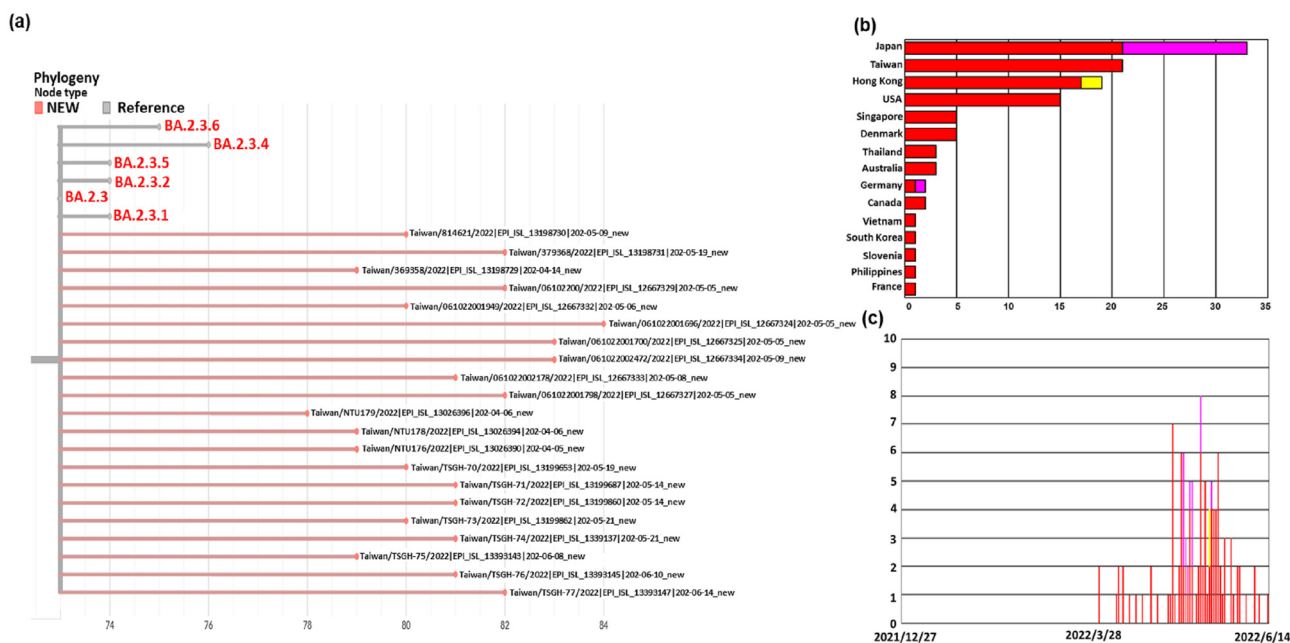 (a)
Phylogeny
Node type
NEW Reference
BA.2.3.6
BA.2.3.4
BA.2.3.5
BA.2.3.2
BA.2.3
BA.2.3.1
Taiwan/814621/2022|EPI_ISL_13198730|202-05-09_new
Taiwan/379368/2022|EPI_ISL_13198731|202-05-19_new
Taiwan/369358/2022|EPI_ISL_13198729|202-04-14_new
Taiwan/06102200/2022|EPI_ISL_12667329|202-05-05_new
Taiwan/061022001949/2022|EPI_ISL_12667332|202-05-06_new
Taiwan/061022001696/2022|EPI_ISL_12667324|202-05-05_new
Taiwan/061022001700/2022|EPI_ISL_12667325|202-05-05_new
Taiwan/061022002472/2022|EPI_ISL_12667334|202-05-09_new
Taiwan/061022002178/2022|EPI_ISL_12667333|202-05-08_new
Taiwan/061022001798/2022|EPI_ISL_12667327|202-05-05_new
Taiwan/NTU179/2022|EPI_ISL_13026396|202-04-06_new
Taiwan/NTU178/2022|EPI_ISL_13026394|202-04-06_new
Taiwan/NTU176/2022|EPI_ISL_13026390|202-04-05_new
Taiwan/TSGH-70/2022|EPI_ISL_13199653|202-05-19_new
Taiwan/TSGH-71/2022|EPI_ISL_13199687|202-05-14_new
Taiwan/TSGH-72/2022|EPI_ISL_13199860|202-05-14_new
Taiwan/TSGH-73/2022|EPI_ISL_13199862|202-05-21_new
Taiwan/TSGH-74/2022|EPI_ISL_1339137|202-05-21_new
Taiwan/TSGH-75/2022|EPI_ISL_13393143|202-06-08_new
Taiwan/TSGH-76/2022|EPI_ISL_13393145|202-06-10_new
Taiwan/TSGH-77/2022|EPI_ISL_13393147|202-06-14_new
74 76 78 80 82 84
(b)
Japan
Taiwan
Hong Kong
USA
Singapore
Denmark
Thailand
Australia
Germany
Canada
Vietnam
South Korea
Slovenia
Philippines
France
0 5 10 15 20 25 30 35
(c)
10
9
8
7
6
5
4
3
2
1
0
2021/12/27 2022/3/28 2022/6/14